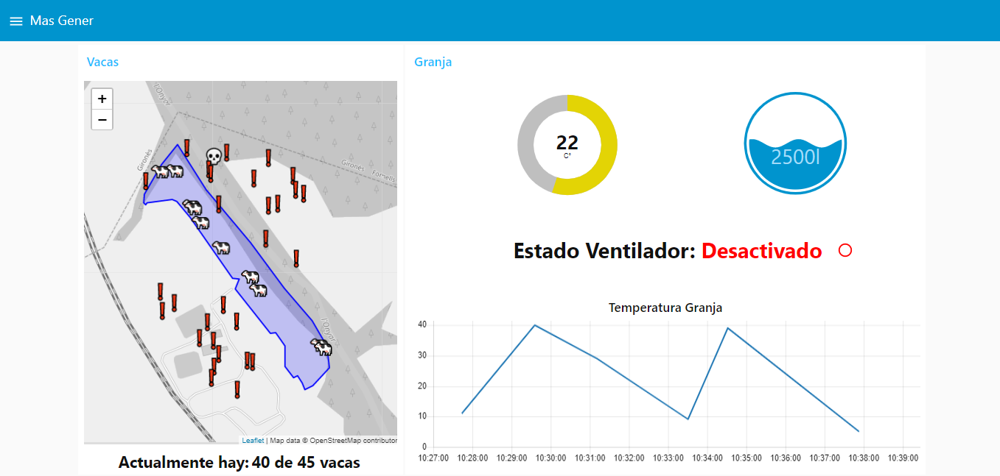 Mas Gener
Vacas
+
−
l'Onyar
Gironès
Gironès
Fornells
l'Onyar
Leaflet | Map data © OpenStreetMap contributor
Actualmente hay: 40 de 45 vacas
Granja
22
C°
2500l
Estado Ventilador: Desactivado
Temperatura Granja
40
30
20
10
0
10:27:00 10:28:00 10:29:00 10:30:00 10:31:00 10:32:00 10:33:00 10:34:00 10:35:00 10:36:00 10:37:00 10:38:00 10:39:00